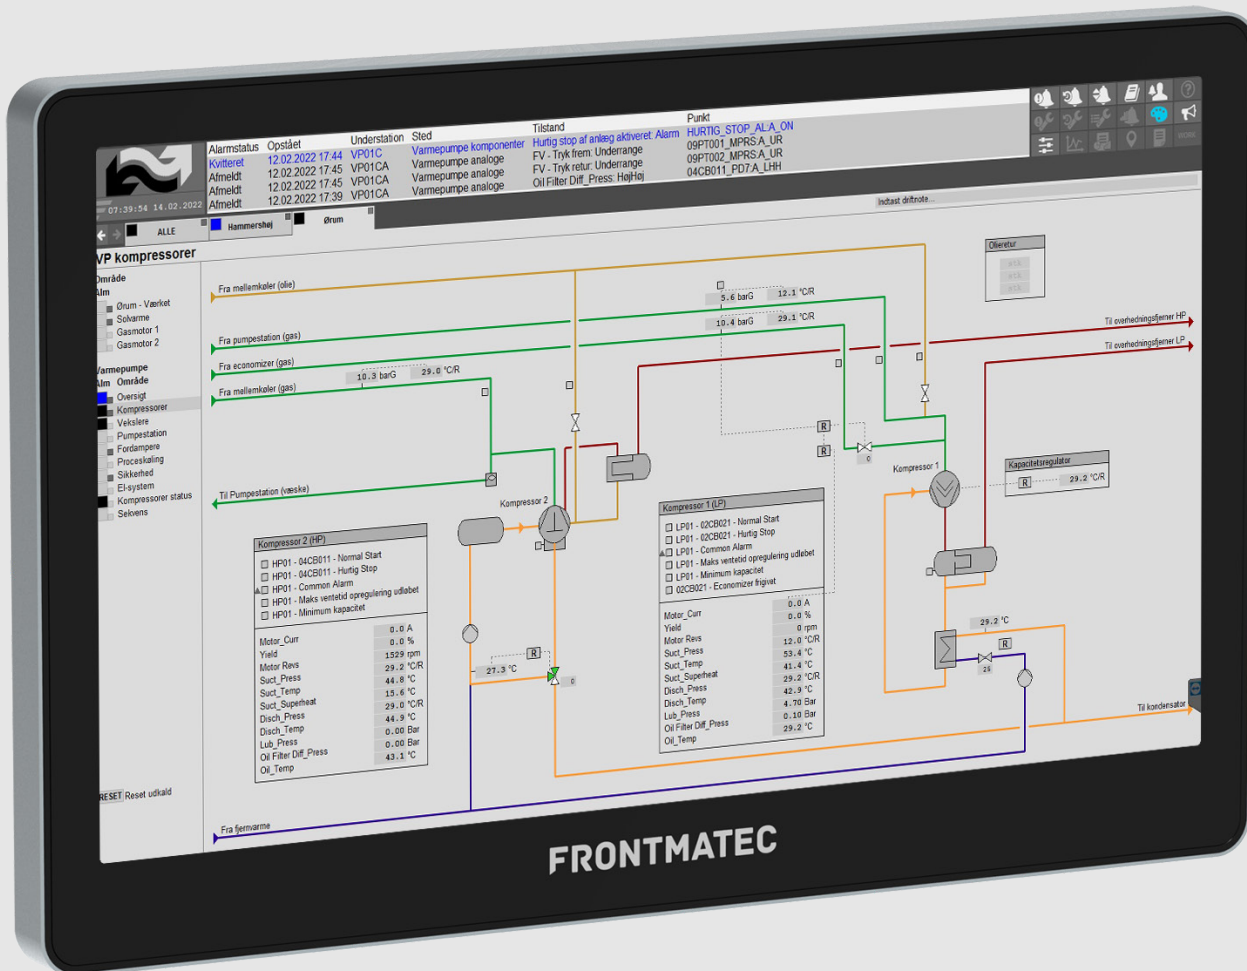 Alarmstatus Opstået Understation Sted Tilstand Punkt
Kvitteret 12.02.2022 17:44 VP01C Varmepumpe komponenter Hurtig stop af anlæg aktiveret: Alarm HURTIG_STOP_AL:A_ON
Afmeldt 12.02.2022 17:45 VP01CA Varmepumpe analoge FV - Tryk frem: Underrange 09PT001_MPRS:A_UR
Afmeldt 12.02.2022 17:45 VP01CA Varmepumpe analoge FV - Tryk retur: Underrange 09PT002_MPRS:A_UR
Afmeldt 12.02.2022 17:39 VP01CA Varmepumpe analoge Oil Filter Diff_Press: HøjHøj 04CB011_PD7:A_LHH
07:39:54 14.02.2022
MORE
Indtast driftnote...
ALLE Hammershøj Ørum
VP kompressorer
Område
Alm
Ørum - Værket
Solvarme
Gasmotor 1
Gasmotor 2
Varmepumpe
Alm Område
Oversigt
Kompressorer
Vekslere
Pumpestation
Fordampere
Proceskøling
Sikkerhed
El-system
Kompressorer status
Sekvens
RESET Reset udkald
Fra mellemkøler (olie)
Fra pumpestation (gas)
Fra economizer (gas)
Fra mellemkøler (gas)
Til Pumpestation (væske)
Fra fjernvarme
10.3 barG 29.0 °C/R
5.6 barG 12.1 °C/R
10.4 barG 29.1 °C/R
Olieretur
Til overhedningsfjerner HP
Til overhedningsfjerner LP
R
R
0
Kompressor 1
Kapacitetsregulator
R 29.2 °C/R
Kompressor 2
Kompressor 2 (HP)
HP01 - 04CB011 - Normal Start
HP01 - 04CB011 - Hurtig Stop
HP01 - Common Alarm
HP01 - Maks ventetid opregulering udløbet
HP01 - Minimum kapacitet
Motor_Curr 0.0 A
Yield 0.0 %
Motor Revs 1529 rpm
Suct_Press 29.2 °C/R
Suct_Temp 44.8 °C
Suct_Superheat 15.6 °C
Disch_Press 29.0 °C/R
Disch_Temp 44.9 °C
Lub_Press 0.00 Bar
Oil Filter Diff_Press 0.00 Bar
Oil_Temp 43.1 °C
27.3 °C
R
0
Kompressor 1 (LP)
LP01 - 02CB021 - Normal Start
LP01 - 02CB021 - Hurtig Stop
LP01 - Common Alarm
LP01 - Maks ventetid opregulering udløbet
LP01 - Minimum kapacitet
02CB021 - Economizer frigivet
Motor_Curr 0.0 A
Yield 0.0 %
Motor Revs 0 rpm
Suct_Press 12.0 °C/R
Suct_Temp 53.4 °C
Suct_Superheat 41.4 °C
Disch_Press 29.2 °C/R
Disch_Temp 42.9 °C
Lub_Press 4.70 Bar
Oil Filter Diff_Press 0.10 Bar
Oil_Temp 29.2 °C
29.2 °C
R
25
Til kondensator
FRONTMATEC